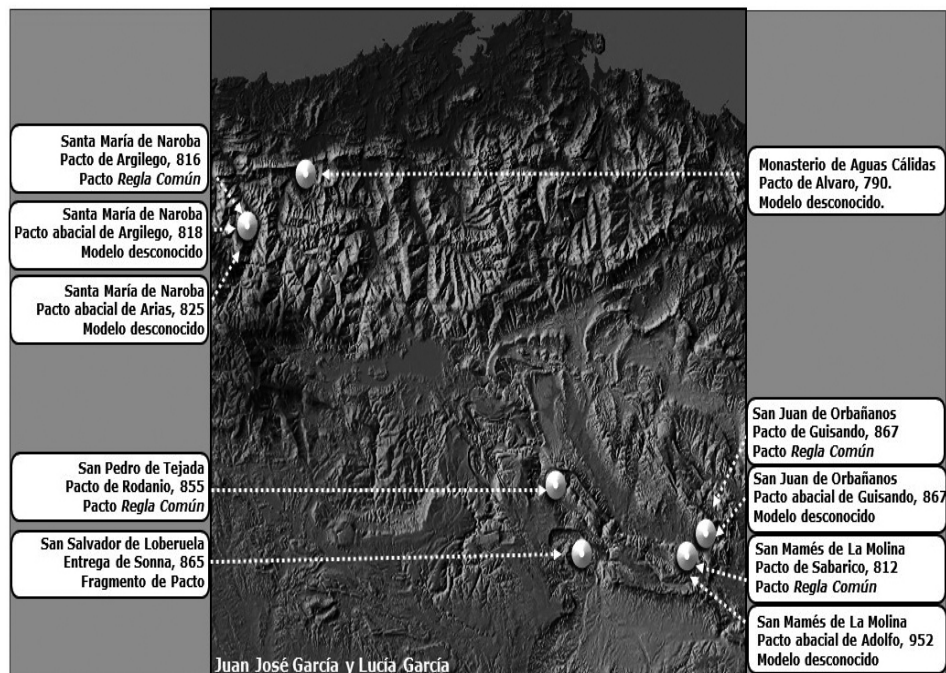 Santa María de Naroba
Pacto de Argilego, 816
Pacto Regla Común
Santa María de Naroba
Pacto abacial de Argilego, 818
Modelo desconocido
Santa María de Naroba
Pacto abacial de Arias, 825
Modelo desconocido
San Pedro de Tejada
Pacto de Rodanio, 855
Pacto Regla Común
San Salvador de Loberuela
Entrega de Sonna, 865
Fragmento de Pacto
Monasterio de Aguas Cálidas
Pacto de Alvaro, 790.
Modelo desconocido.
San Juan de Orbañanos
Pacto de Guisando, 867
Pacto Regla Común
San Juan de Orbañanos
Pacto abacial de Guisando, 867
Modelo desconocido
San Mamés de La Molina
Pacto de Sabarico, 812
Pacto Regla Común
San Mamés de La Molina
Pacto abacial de Adolfo, 952
Modelo desconocido
Juan José García y Lucía García